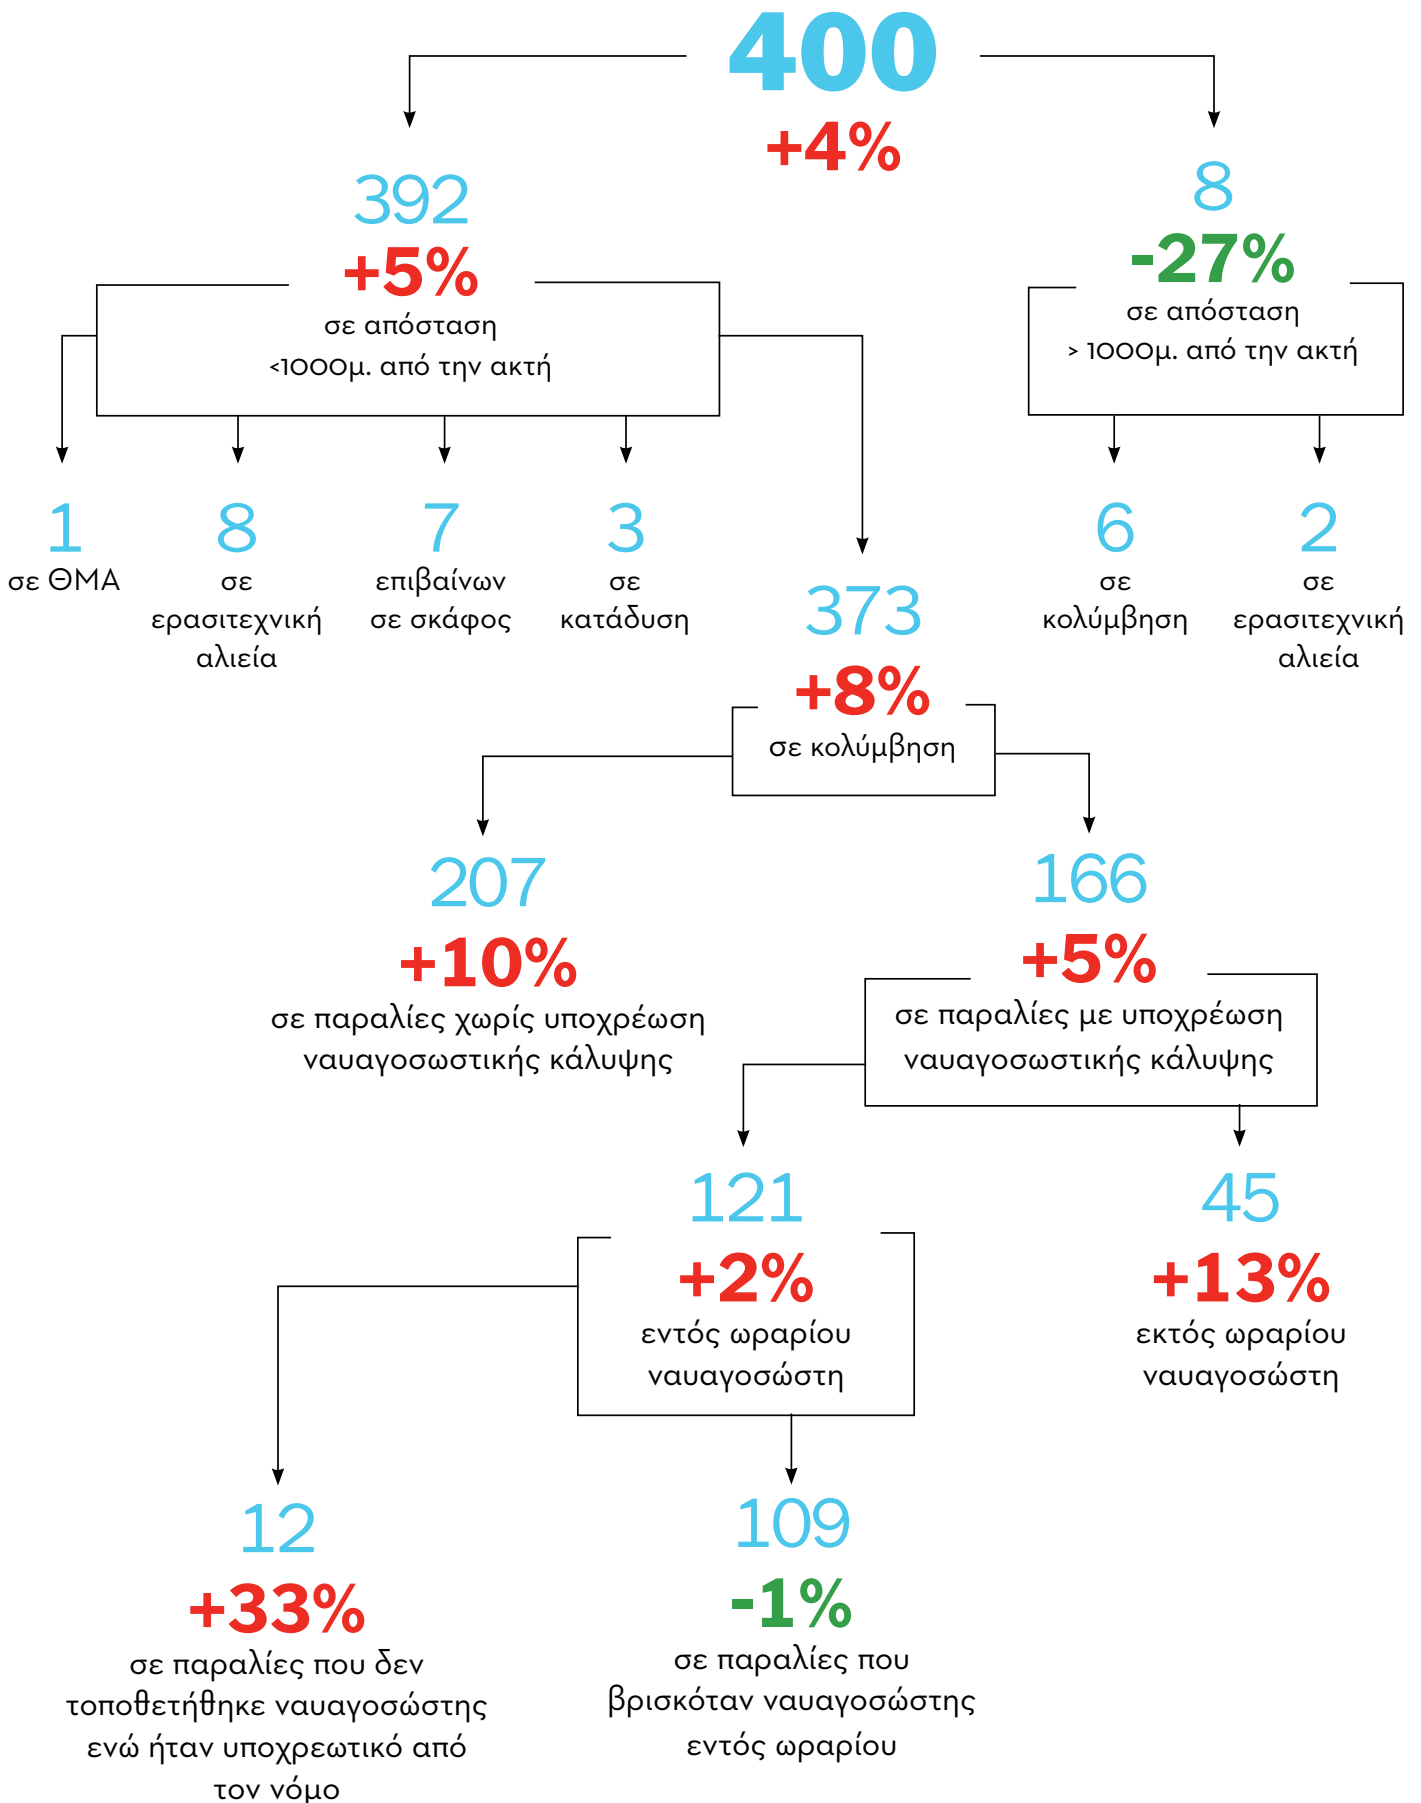 400
+4%
392
+5%
σε απόσταση
<1000μ. από την ακτή
8
-27%
σε απόσταση
> 1000μ. από την ακτή
1
σε ΘΜΑ
8
σε
ερασιτεχνική
αλιεία
7
επιβαίνων
σε σκάφος
3
σε
κατάδυση
373
+8%
σε κολύμβηση
6
σε
κολύμβηση
2
σε
ερασιτεχνική
αλιεία
207
+10%
σε παραλίες χωρίς υποχρέωση
ναυαγοσωστικής κάλυψης
166
+5%
σε παραλίες με υποχρέωση
ναυαγοσωστικής κάλυψης
121
+2%
εντός ωραρίου
ναυαγοσώστη
45
+13%
εκτός ωραρίου
ναυαγοσώστη
12
+33%
σε παραλίες που δεν
τοποθετήθηκε ναυαγοσώστης
ενώ ήταν υποχρεωτικό από
τον νόμο
109
-1%
σε παραλίες που
βρισκόταν ναυαγοσώστης
εντός ωραρίου